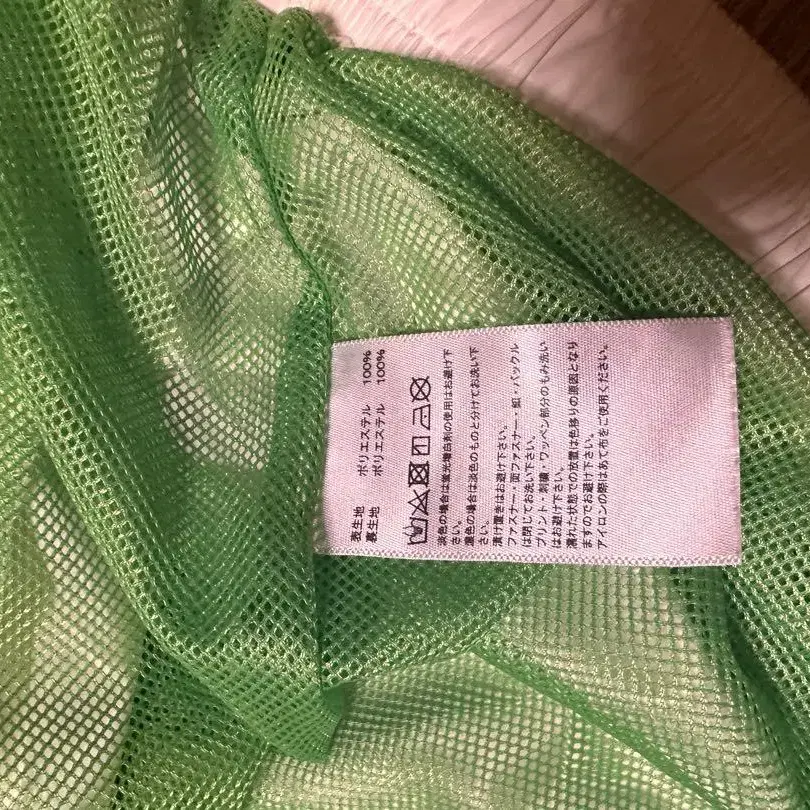 表生地 ポリエステル 100%
裏生地 ポリエステル 100%
淡色の場合は蛍光増白剤の使用はお避け下
さい。
濃色の場合は淡色のものと分けてお洗い下
さい。
漬け置きはお避け下さい。
ファスナー・面ファスナー・釦・バックル
は閉じてお洗い下さい。
プリント・刺繍・ワッペン部分のもみ洗い
はお避け下さい。
濡れた状態での放置は色移りの原因となり
ますのでお避け下さい。
アイロンの際はあて布をご使用ください。